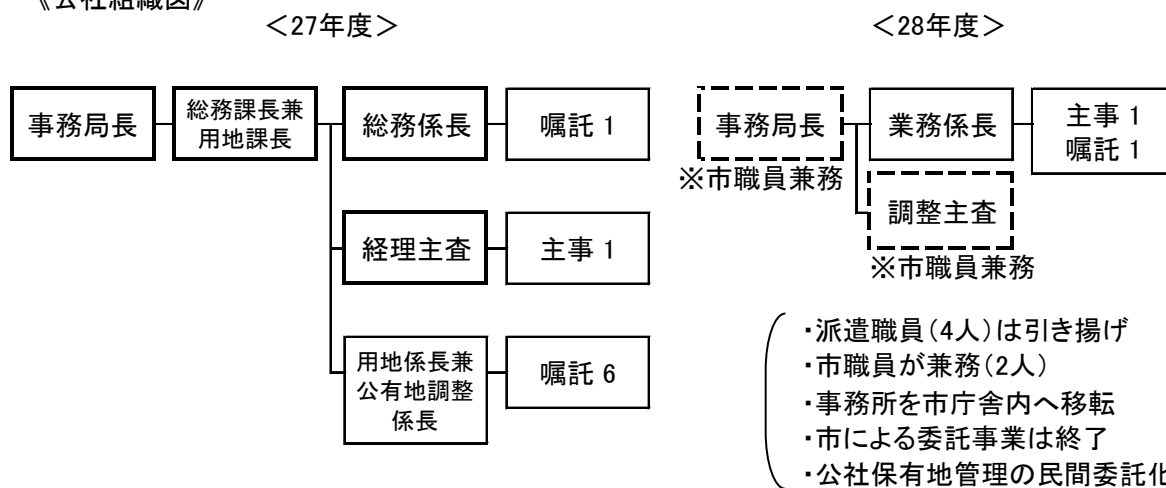 《公社組織図》
＜27年度＞
事務局長
総務課長兼
用地課長
総務係長
嘱託 1
経理主査
主事 1
用地係長兼
公有地調整
係長
嘱託 6
＜28年度＞
事務局長
※市職員兼務
業務係長
主事 1
嘱託 1
調整主査
※市職員兼務
・派遣職員（4人）は引き揚げ
・市職員が兼務（2人）
・事務所を市庁舎内へ移転
・市による委託事業は終了
・公社保有地管理の民間委託化